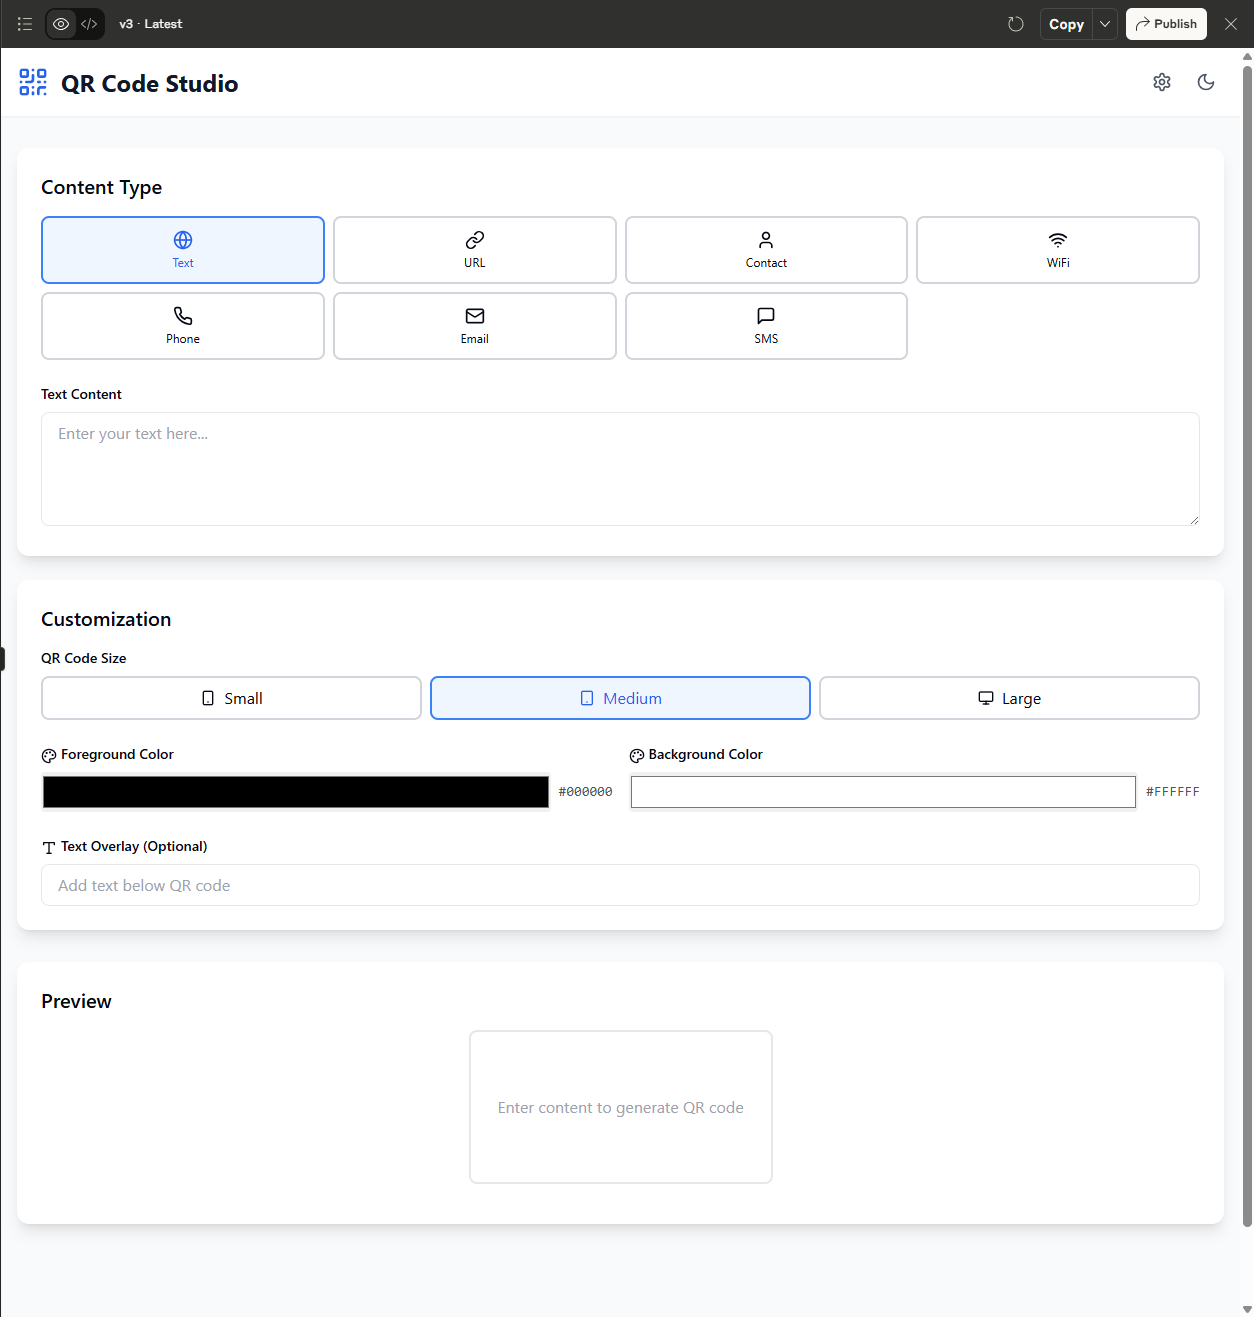 v3 · Latest
Copy
Publish
QR Code Studio
Content Type
Text
URL
Contact
WiFi
Phone
Email
SMS
Text Content
Enter your text here...
Customization
QR Code Size
Small
Medium
Large
Foreground Color
Background Color
#000000
#FFFFFF
Text Overlay (Optional)
Add text below QR code
Preview
Enter content to generate QR code